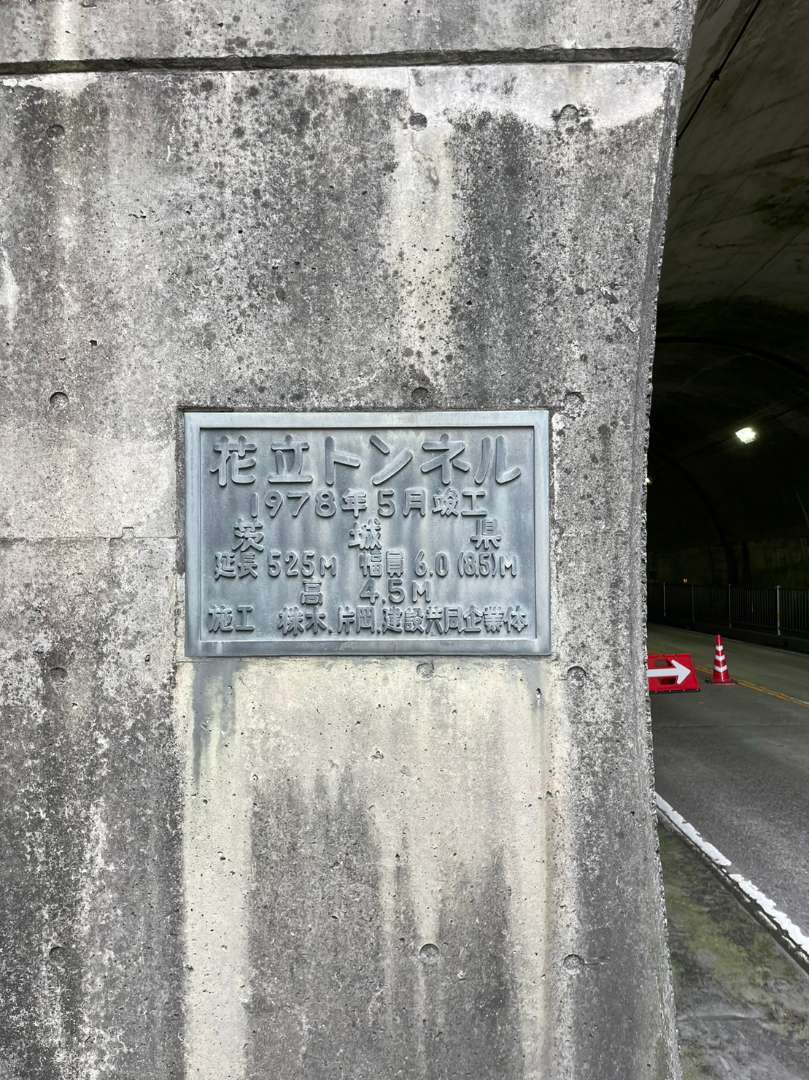 花立トンネル
1978年5月竣工
茨城県
延長 525M 幅員 6.0 (8.5)M
高 4.5M
施工 株木、片岡、建設共同企業体